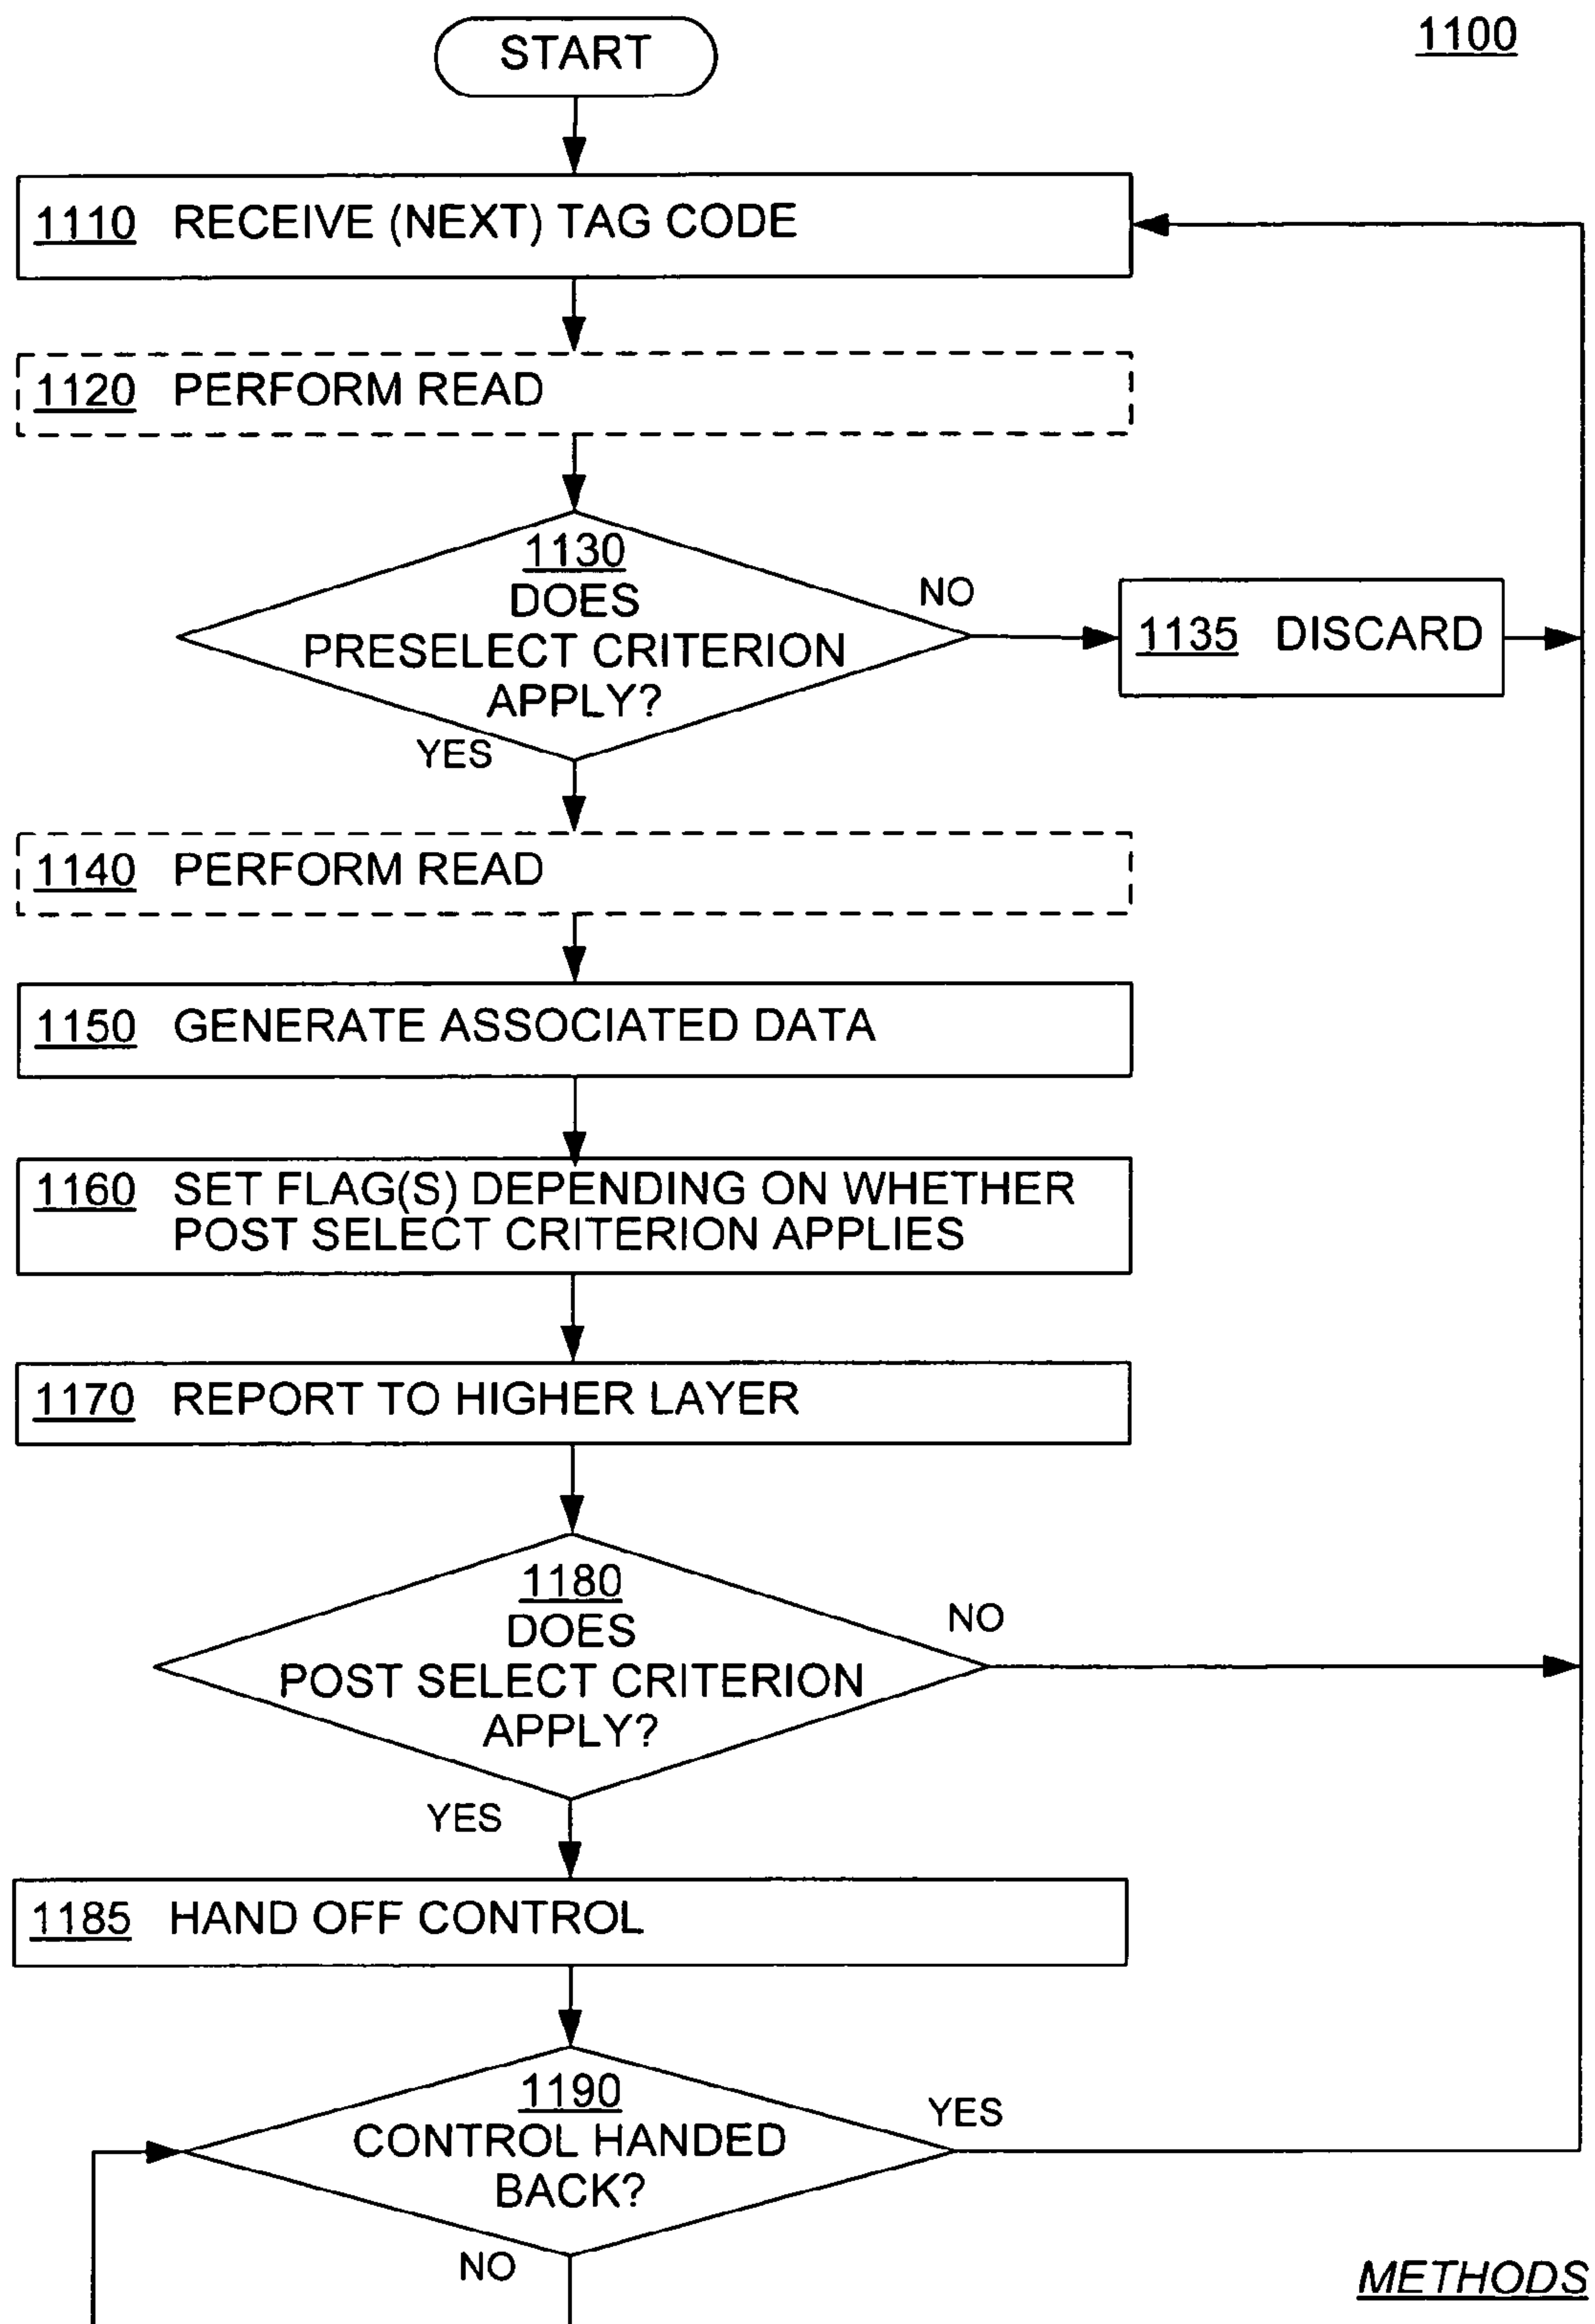 1100
START
1110 RECEIVE (NEXT) TAG CODE
1120 PERFORM READ
1130
DOES
PRESELECT CRITERION
APPLY?
NO
1135 DISCARD
YES
1140 PERFORM READ
1150 GENERATE ASSOCIATED DATA
1160 SET FLAG(S) DEPENDING ON WHETHER
POST SELECT CRITERION APPLIES
1170 REPORT TO HIGHER LAYER
1180
DOES
POST SELECT CRITERION
APPLY?
NO
YES
1185 HAND OFF CONTROL
1190
CONTROL HANDED
BACK?
YES
NO
METHODS